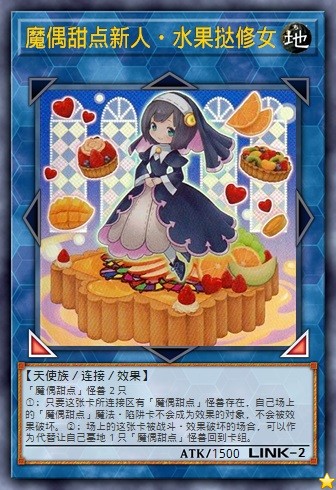 魔偶甜点新人・水果挞修女
地
【天使族／连接／效果】
「魔偶甜点」怪兽２只
①：只要这张卡所连接区有「魔偶甜点」怪兽存在，自己场上
的「魔偶甜点」魔法・陷阱卡不会成为效果的对象，不会被效
果破坏。①：场上的这张卡被战斗・效果破坏的场合，可以作
为代替让自己墓地１只「魔偶甜点」怪兽回到卡组。
ATK/1500 LINK-2